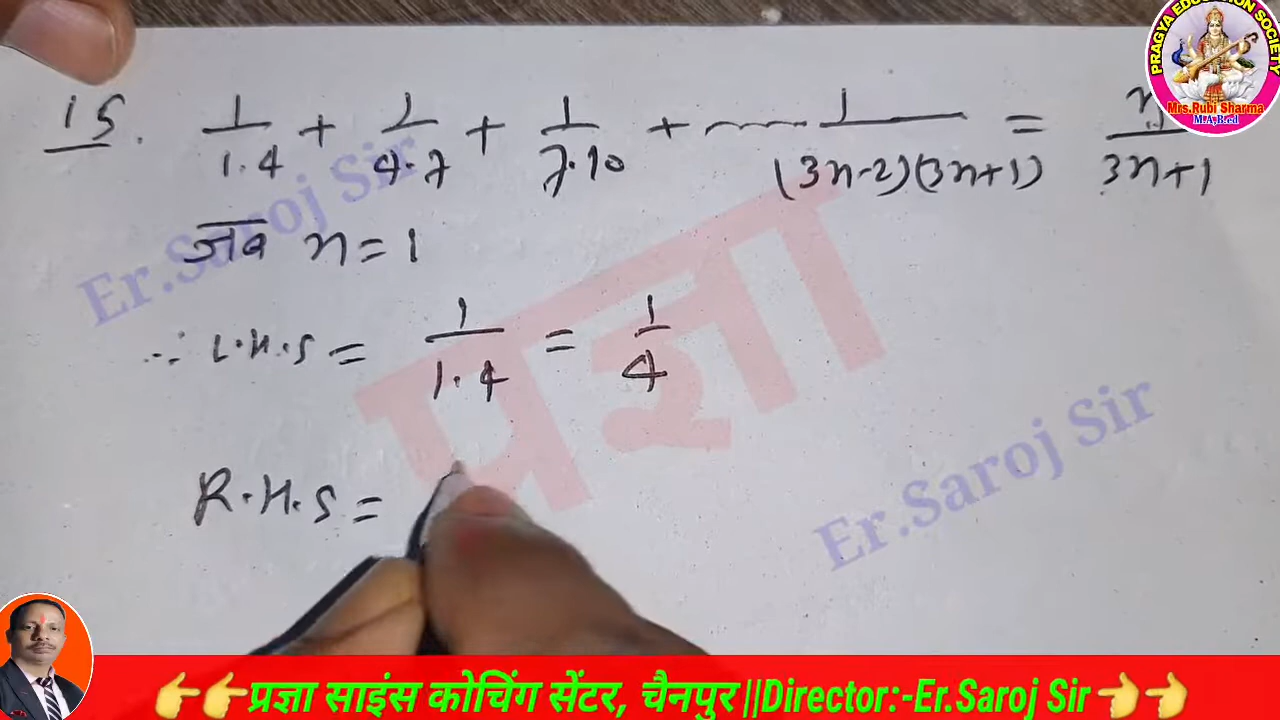 15. 1/1.4 + 1/4.7 + 1/7.10 + ----- 1/(3n-2)(3n+1) = n/3n+1
जब n = 1
∴ L.H.S = 1/1.4 = 1/4
R.H.S =
Er.Saroj Sir
प्रज्ञा
Er.Saroj Sir
PRAGYA EDUCATION SOCIETY
Mrs.Rubi Sharma
M.A,B.ed
प्रज्ञा साइंस कोचिंग सेंटर, चैनपुर ||Director:-Er.Saroj Sir